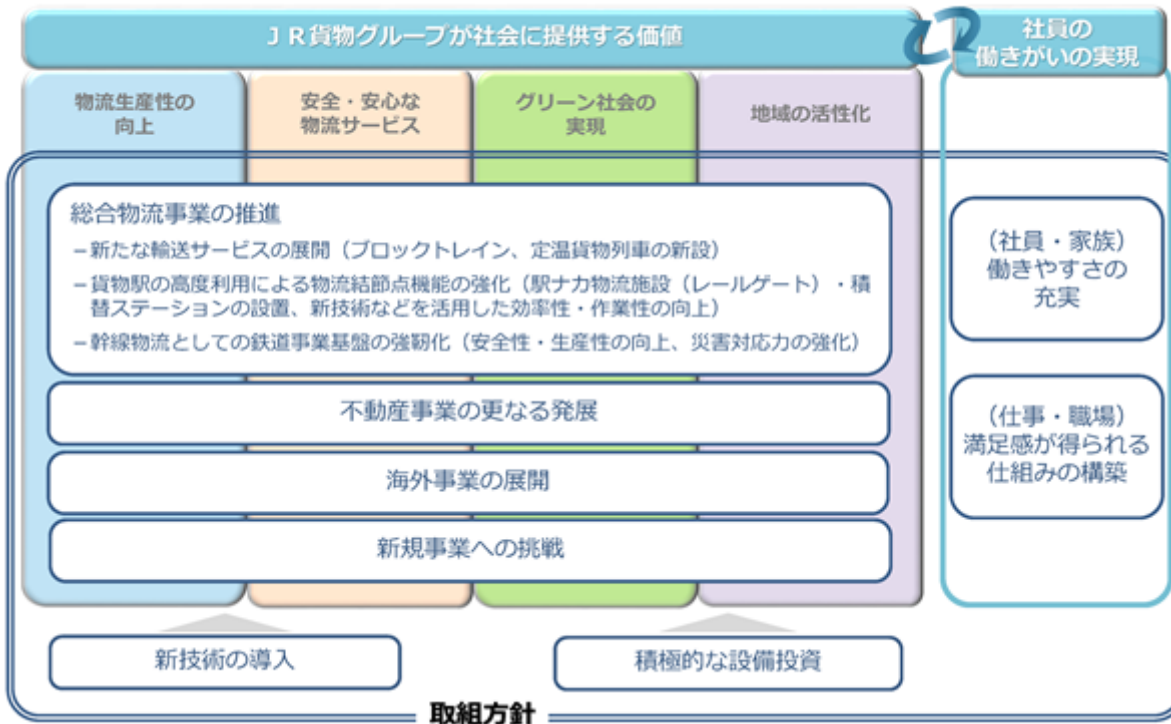 JR貨物グループが社会に提供する価値
社員の
働きがいの実現
物流生産性の
向上
安全・安心な
物流サービス
グリーン社会の
実現
地域の活性化
総合物流事業の推進
－新たな輸送サービスの展開（ブロックトレイン、定温貨物列車の新設）
－貨物駅の高度利用による物流結節点機能の強化（駅ナカ物流施設（レールゲート）・積
替ステーションの設置、新技術などを活用した効率性・作業性の向上）
－幹線物流としての鉄道事業基盤の強靭化（安全性・生産性の向上、災害対応力の強化）
不動産事業の更なる発展
海外事業の展開
新規事業への挑戦
（社員・家族）
働きやすさの
充実
（仕事・職場）
満足感が得られる
仕組みの構築
新技術の導入
積極的な設備投資
取組方針